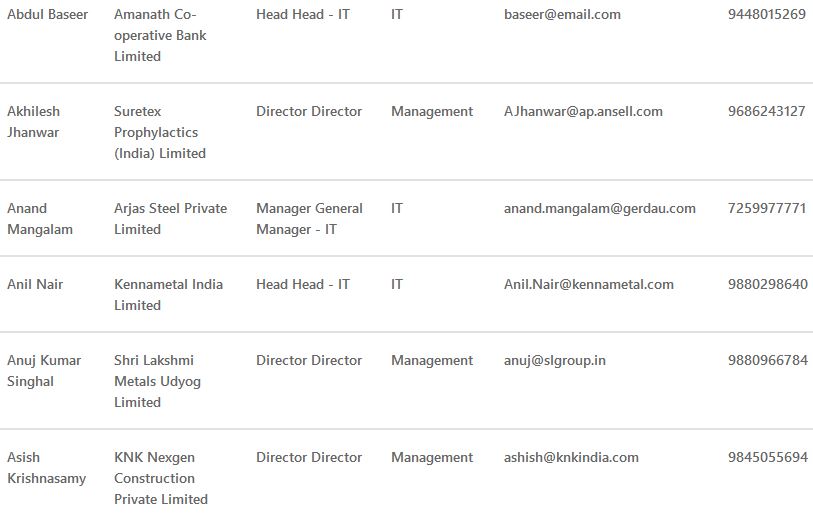 Abdul Baseer Amanath Co- Head Head - IT IT baseer@email.com 9448015269
operative Bank
Limited
Akhilesh Suretex Director Director Management AJhanwar@ap.ansell.com 9686243127
Jhanwar Prophylactics
(India) Limited
Anand Arjas Steel Private Manager General IT anand.mangalam@gerdau.com 7259977771
Mangalam Limited Manager - IT
Anil Nair Kennametal India Head Head - IT IT Anil.Nair@kennametal.com 9880298640
Limited
Anuj Kumar Shri Lakshmi Director Director Management anuj@slgroup.in 9880966784
Singhal Metals Udyog
Limited
Asish KNK Nexgen Director Director Management ashish@knkindia.com 9845055694
Krishnasamy Construction
Private Limited